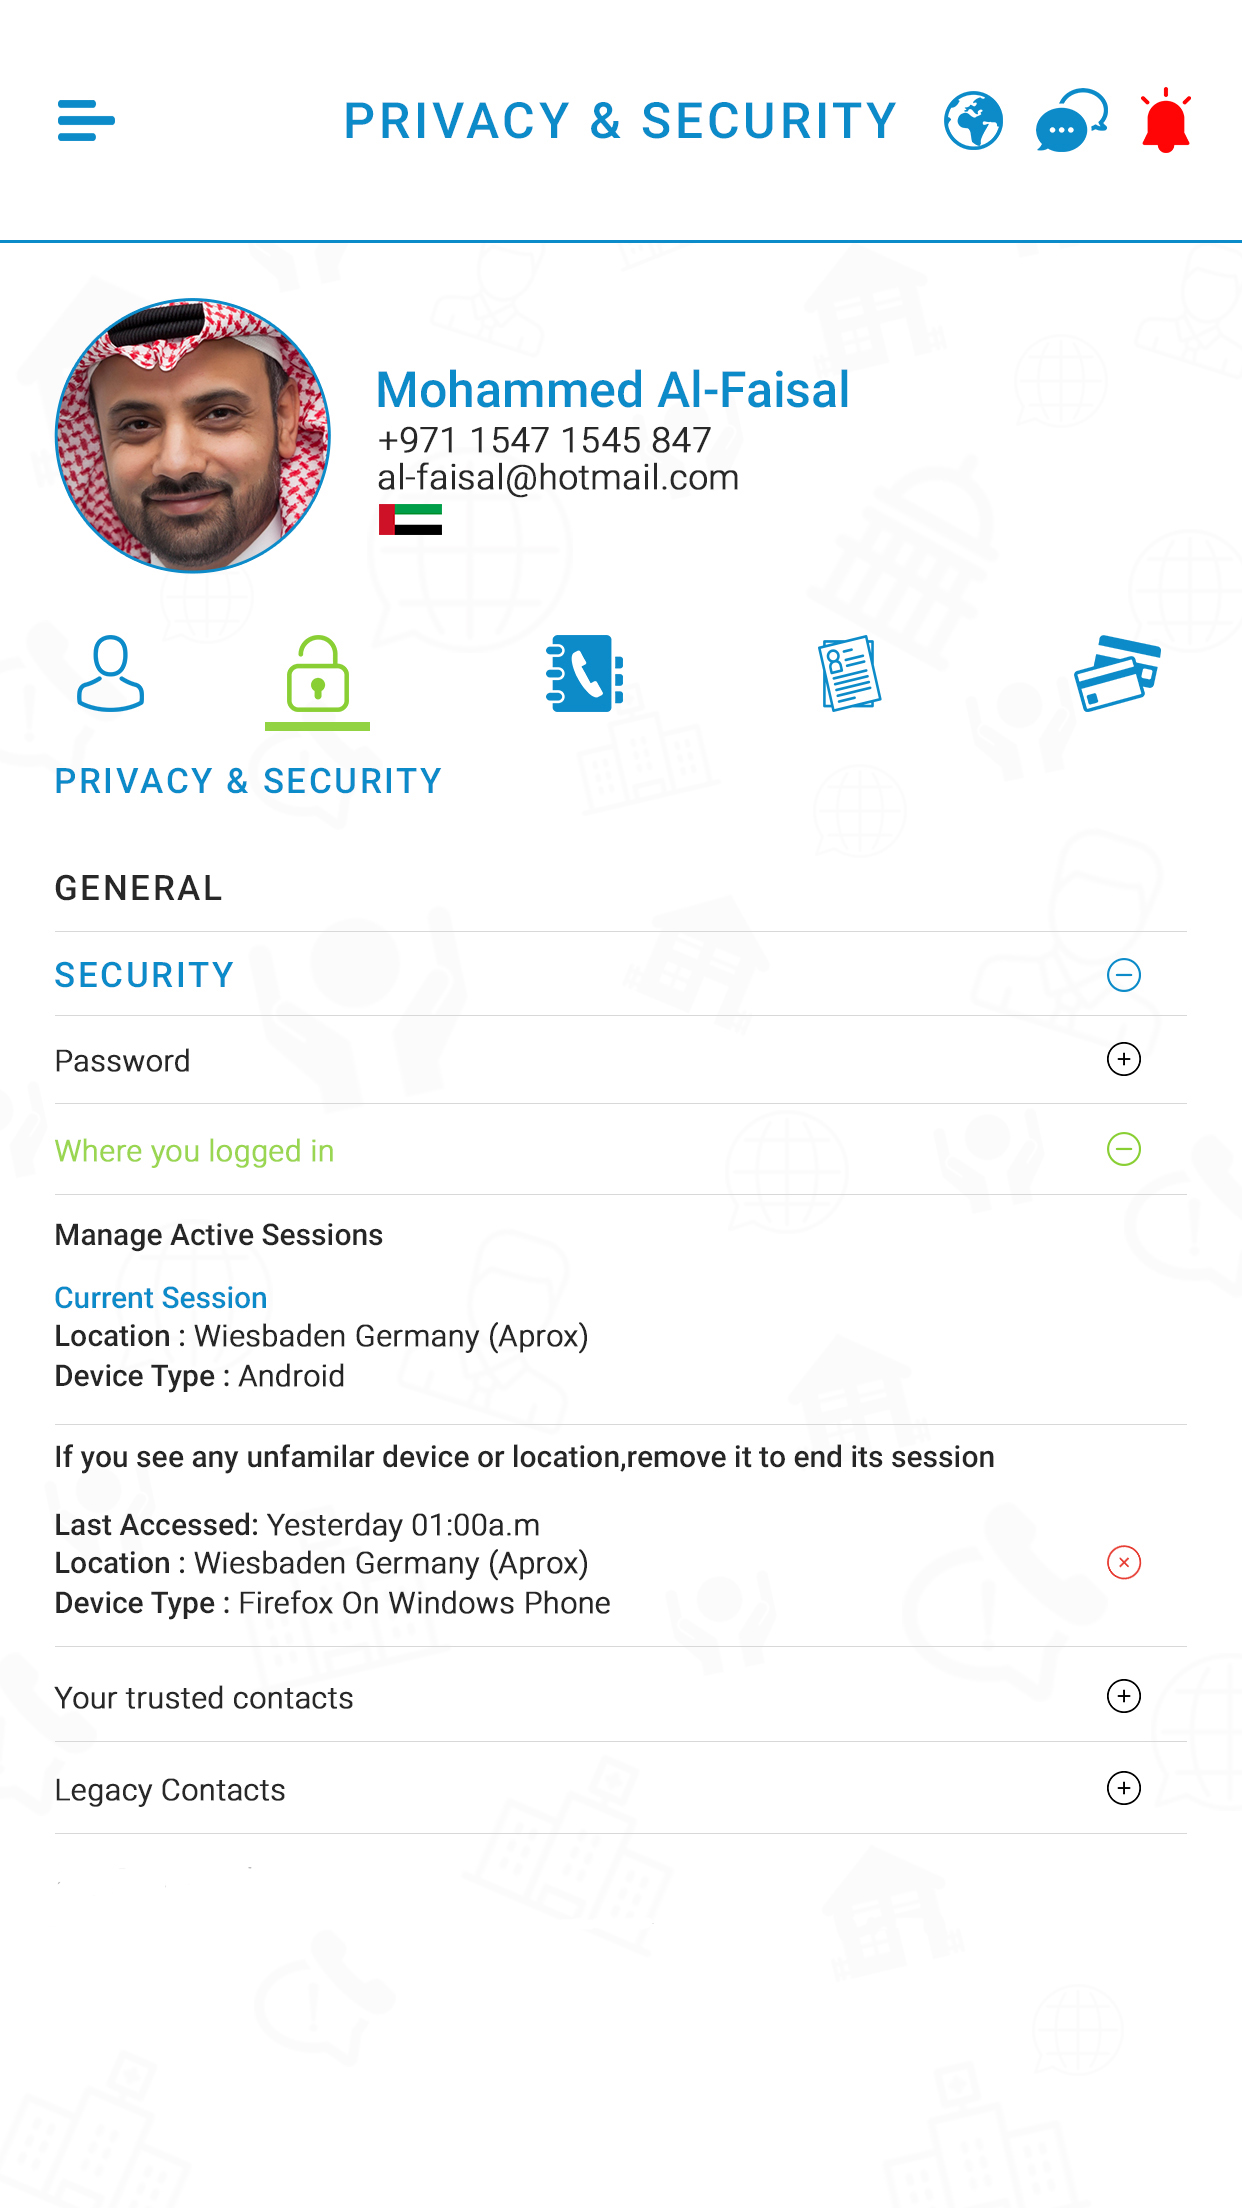 PRIVACY & SECURITY
Mohammed Al-Faisal
+971 1547 1545 847
al-faisal@hotmail.com
PRIVACY & SECURITY
GENERAL
SECURITY
Password
Where you logged in
Manage Active Sessions
Current Session
Location : Wiesbaden Germany (Aprox)
Device Type : Android
If you see any unfamilar device or location,remove it to end its session
Last Accessed: Yesterday 01:00a.m
Location : Wiesbaden Germany (Aprox)
Device Type : Firefox On Windows Phone
Your trusted contacts
Legacy Contacts